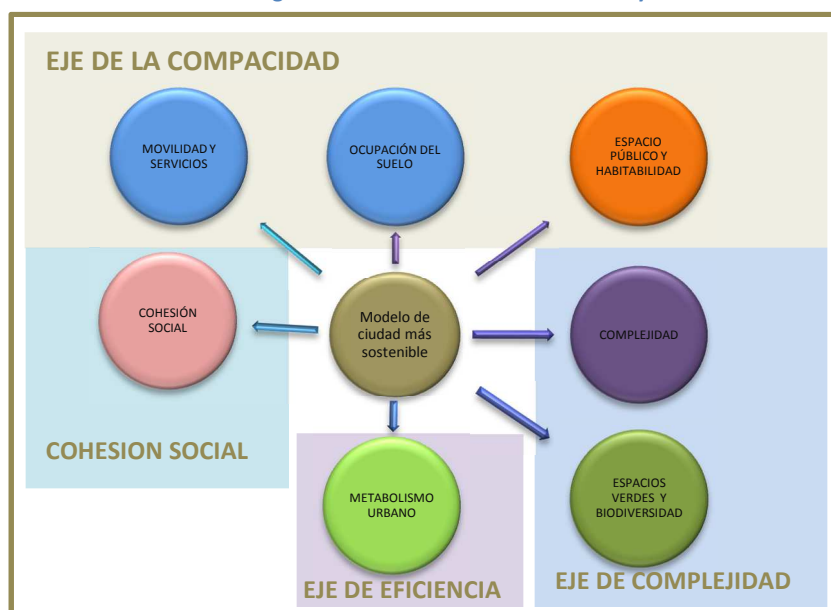 EJE DE LA COMPACIDAD
MOVILIDAD Y
SERVICIOS
OCUPACIÓN DEL
SUELO
ESPACIO
PÚBLICO Y
HABITABILIDAD
COHESIÓN
SOCIAL
Modelo de
ciudad más
sostenible
COMPLEJIDAD
COHESION SOCIAL
METABOLISMO
URBANO
ESPACIOS
VERDES Y
BIODIVERSIDAD
EJE DE EFICIENCIA
EJE DE COMPLEJIDAD